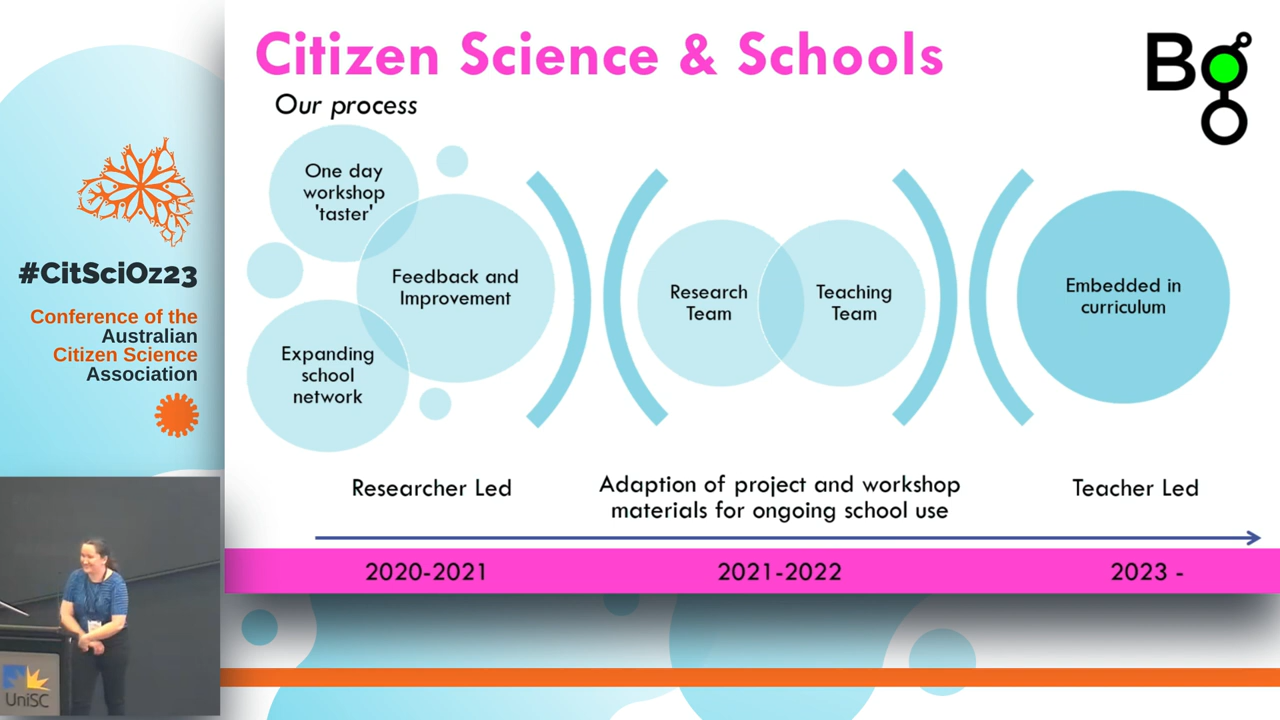 Citizen Science & Schools
Our process
Bg
One day
workshop
'taster'
Feedback and
Improvement
Expanding
school
network
Research
Team
Teaching
Team
Embedded in
curriculum
Researcher Led
Adaption of project and workshop
materials for ongoing school use
Teacher Led
2020-2021
2021-2022
2023 -
#CitSciOz23
Conference of the
Australian
Citizen Science
Association
UniSC